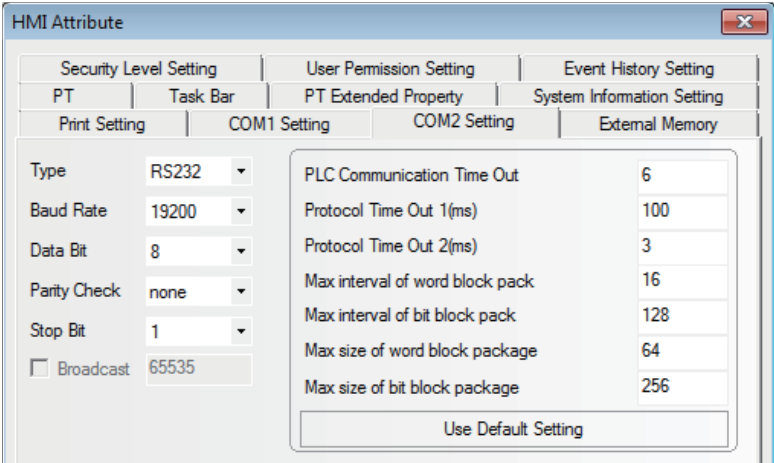 HMI Attribute
Security Level Setting User Permission Setting Event History Setting
PT Task Bar PT Extended Property System Information Setting
Print Setting COM1 Setting COM2 Setting External Memory
Type RS232
Baud Rate 19200
Data Bit 8
Parity Check none
Stop Bit 1
Broadcast 65535
PLC Communication Time Out 6
Protocol Time Out 1(ms) 100
Protocol Time Out 2(ms) 3
Max interval of word block pack 16
Max interval of bit block pack 128
Max size of word block package 64
Max size of bit block package 256
Use Default Setting